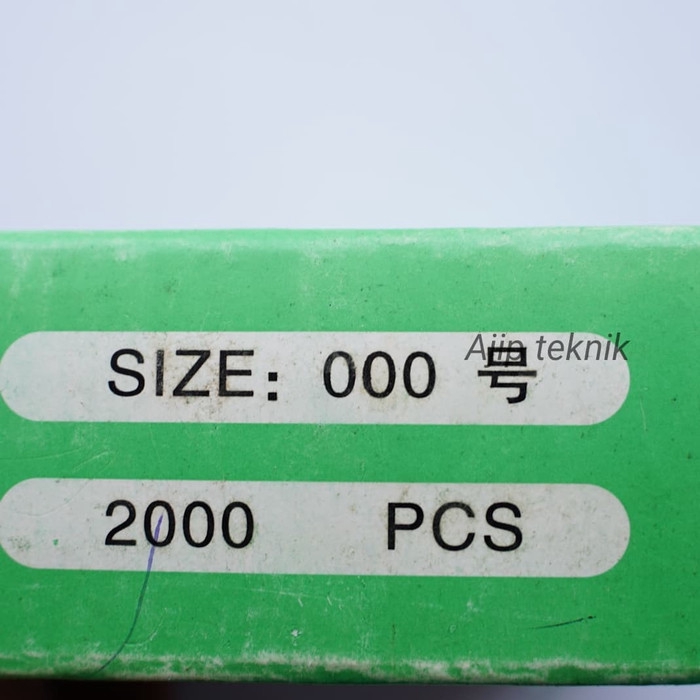 Ajip teknik
SIZE: 000 号
2000 PCS